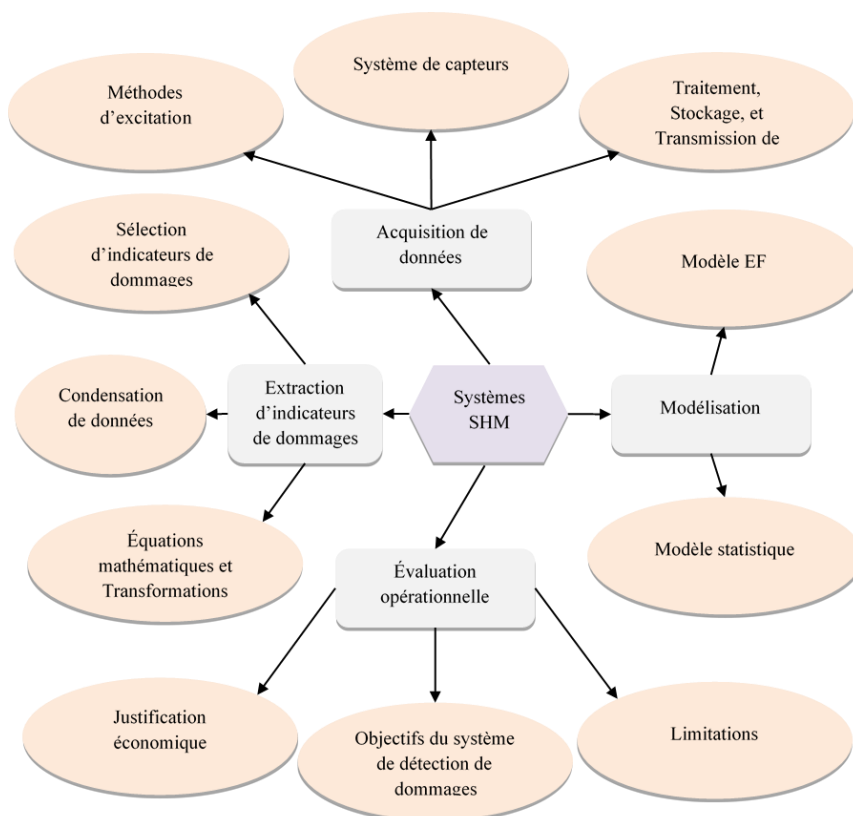 Système de capteurs
Méthodes
d'excitation
Traitement,
Stockage, et
Transmission de
Sélection
d'indicateurs de
dommages
Acquisition de
données
Modèle EF
Condensation
de données
Extraction
d'indicateurs
de dommages
Systèmes
SHM
Modélisation
Équations
mathématiques et
Transformations
Évaluation
opérationnelle
Modèle statistique
Justification
économique
Objectifs du système
de détection de
dommages
Limitations